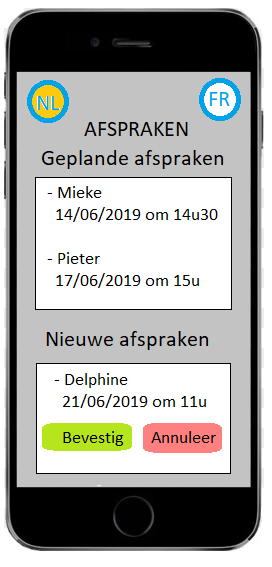 NL FR
AFSPRAKEN
Geplande afspraken
- Mieke
14/06/2019 om 14u30
- Pieter
17/06/2019 om 15u
Nieuwe afspraken
- Delphine
21/06/2019 om 11u
Bevestig Annuleer